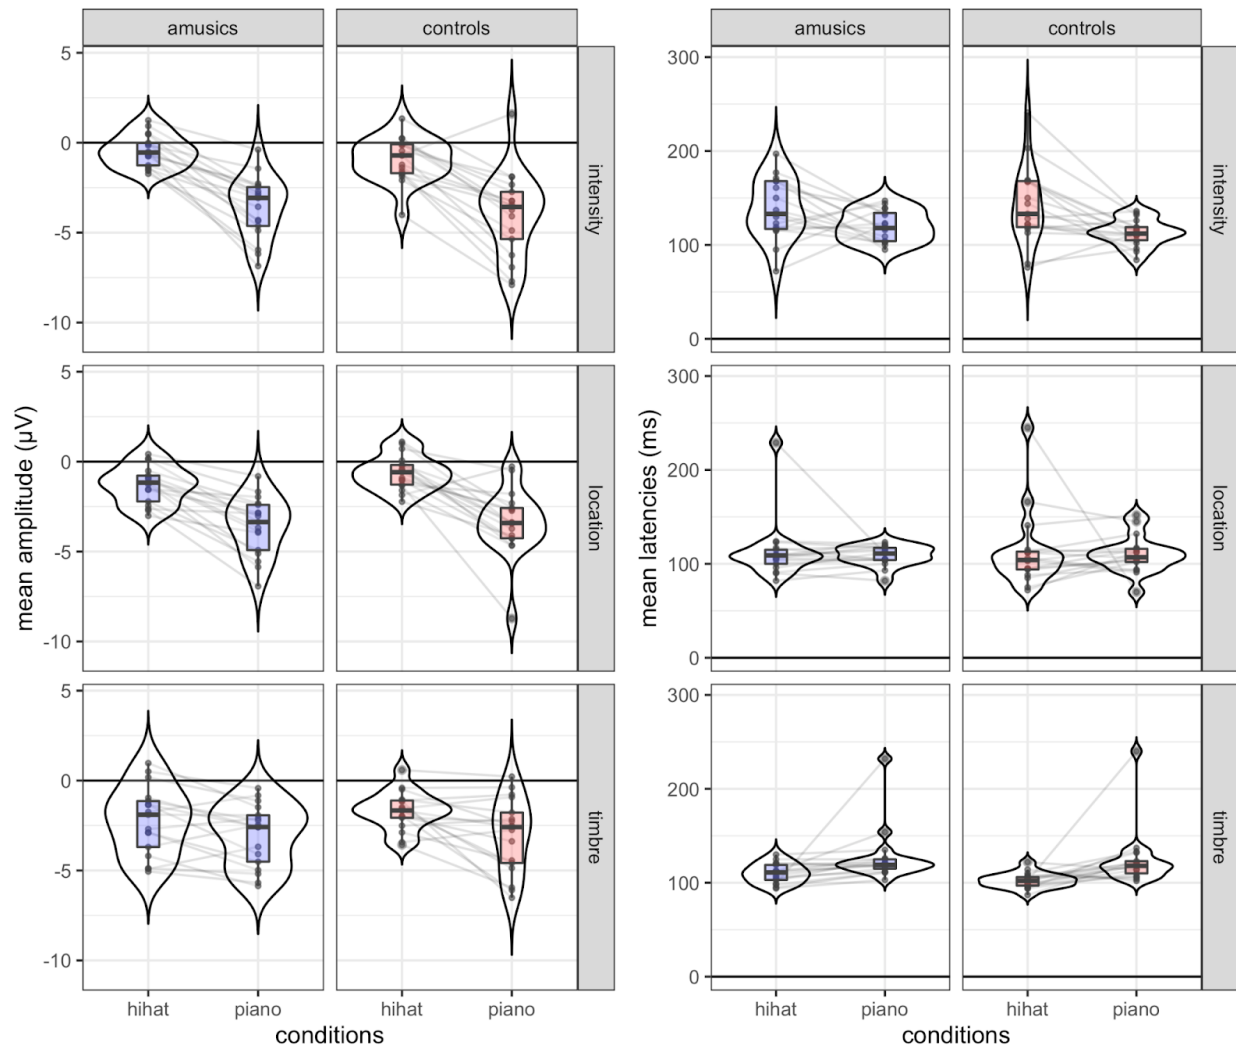 amusics controls
5
0
-5
-10
intensity
5
0
-5
-10
location
5
0
-5
-10
timbre
mean amplitude (µV)
hihat piano hihat piano
conditions
amusics controls
300
200
100
0
intensity
300
200
100
0
location
300
200
100
0
timbre
mean latencies (ms)
hihat piano hihat piano
conditions